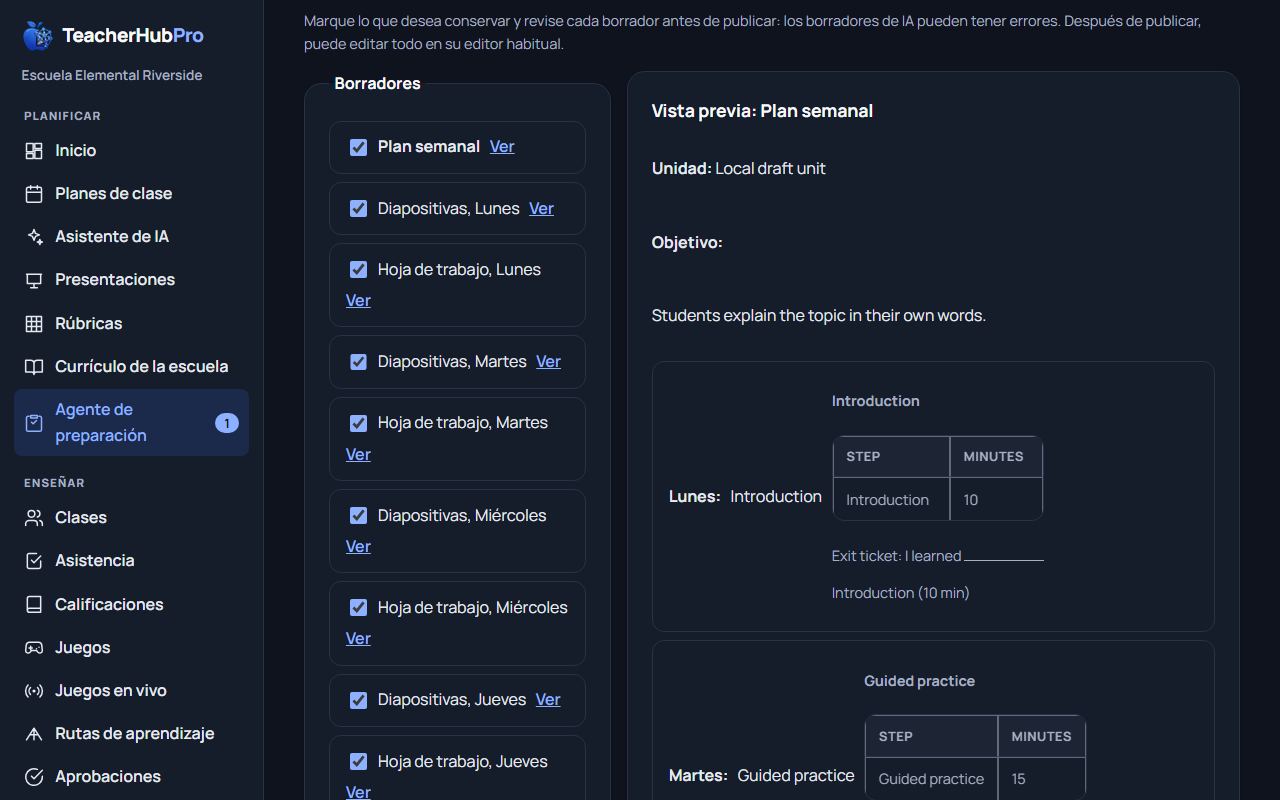 TeacherHubPro
Escuela Elemental Riverside
PLANIFICAR
Inicio
Planes de clase
Asistente de IA
Presentaciones
Rúbricas
Currículo de la escuela
Agente de
preparación
1
ENSEÑAR
Clases
Asistencia
Calificaciones
Juegos
Juegos en vivo
Rutas de aprendizaje
Aprobaciones
Marque lo que desea conservar y revise cada borrador antes de publicar: los borradores de IA pueden tener errores. Después de publicar,
puede editar todo en su editor habitual.
Borradores
Plan semanal Ver
Diapositivas, Lunes Ver
Hoja de trabajo, Lunes
Ver
Diapositivas, Martes Ver
Hoja de trabajo, Martes
Ver
Diapositivas, Miércoles
Ver
Hoja de trabajo, Miércoles
Ver
Diapositivas, Jueves Ver
Hoja de trabajo, Jueves
Ver
Vista previa: Plan semanal
Unidad: Local draft unit
Objetivo:
Students explain the topic in their own words.
Introduction
STEP MINUTES
Lunes: Introduction
Introduction 10
Exit ticket: I learned __________
Introduction (10 min)
Guided practice
STEP MINUTES
Martes: Guided practice
Guided practice 15